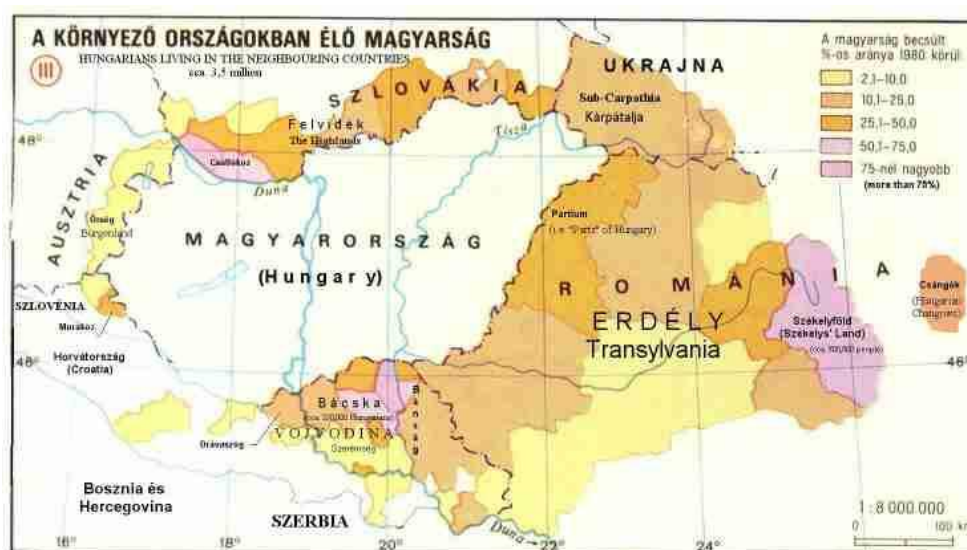 A KÖRNYEZŐ ORSZÁGOKBAN ÉLŐ MAGYARSÁG
III
HUNGARIANS LIVING IN THE NEIGHBOURING COUNTRIES
cca. 3,5 million
A magyarság becsült
%-os aránya 1980 körül:
2,1–10,0
10,1–25,0
25,1–50,0
50,1–75,0
75-nél nagyobb
(more than 75%)
UKRAJNA
Sub-Carpathia
Kárpátalja
SZLOVÁKIA
Felvidék
The Highlands
Csallóköz
Duna
Tisza
48°
48°
AUSZTRIA
Őrség
Burgenland
MAGYARORSZÁG
(Hungary)
Partium
(i.e. "Parts" of Hungary)
ROMÁNIA
ERDÉLY
Transylvania
Székelyföld
(Székelys' Land)
Csángók
(Hungarian
SZLOVÉNIA
Muraköz
Horvátország
(Croatia)
46°
46°
Bácska
Bánság
VOJVODINA
Szerémség
Drávaszög
Bosznia és
Hercegovina
SZERBIA
Duna
1:8 000 000
0 100 km
16°
18°
20°
22°
24°